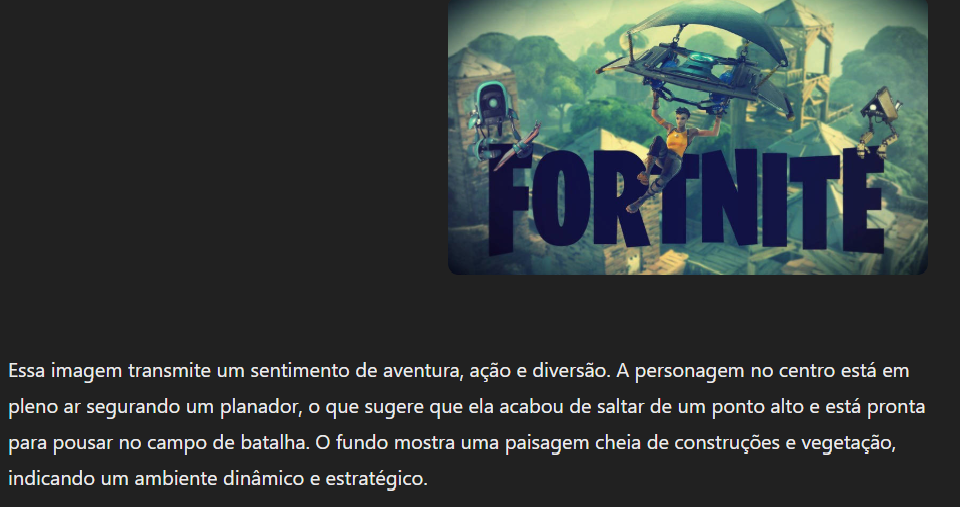 FORTNITE
Essa imagem transmite um sentimento de aventura, ação e diversão. A personagem no centro está em
pleno ar segurando um planador, o que sugere que ela acabou de saltar de um ponto alto e está pronta
para pousar no campo de batalha. O fundo mostra uma paisagem cheia de construções e vegetação,
indicando um ambiente dinâmico e estratégico.